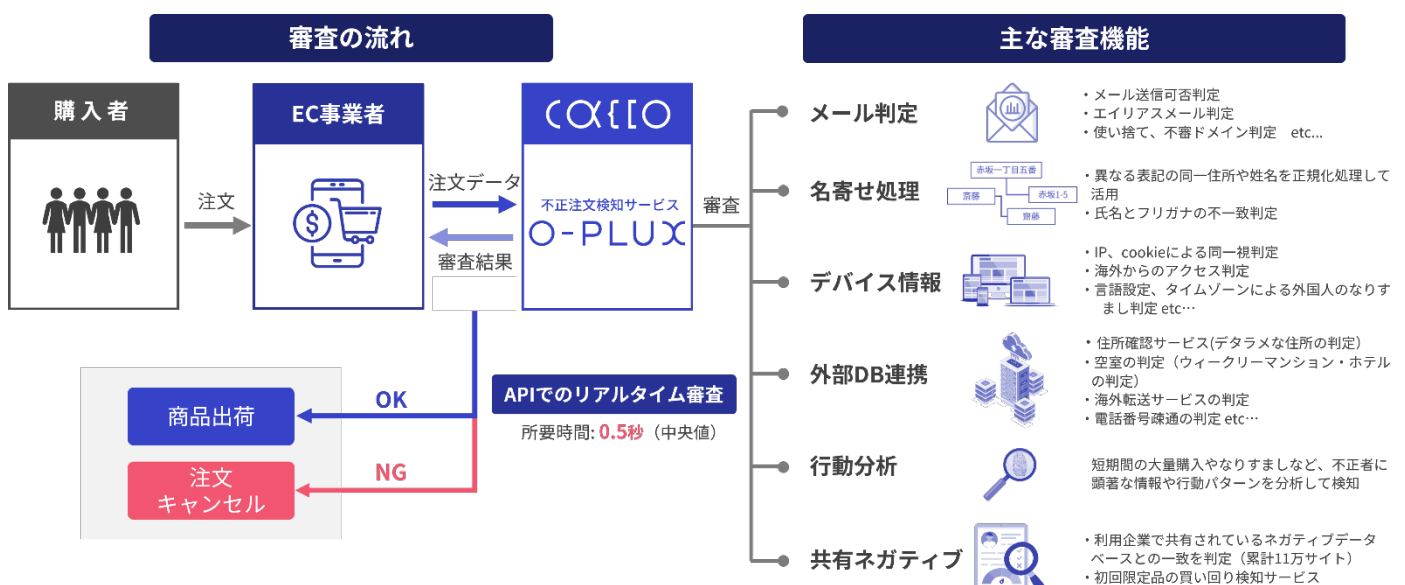 審査の流れ
購入者
EC事業者
cacco
不正注文検知サービス
O-PLUX
注文
注文データ
審査結果
審査
OK
NG
商品出荷
注文
キャンセル
APIでのリアルタイム審査
所要時間: 0.5秒（中央値）
主な審査機能
メール判定
・メール送信可否判定
・エイリアスメール判定
・使い捨て、不審ドメイン判定 etc...
名寄せ処理
赤坂一丁目五番
斎藤
赤坂1-5
齋藤
・異なる表記の同一住所や姓名を正規化処理して
活用
・氏名とフリガナの不一致判定
デバイス情報
・IP、cookieによる同一視判定
・海外からのアクセス判定
・言語設定、タイムゾーンによる外国人のなりす
まし判定 etc…
外部DB連携
・住所確認サービス(デタラメな住所の判定）
・空室の判定（ウィークリーマンション・ホテル
の判定）
・海外転送サービスの判定
・電話番号疎通の判定 etc…
行動分析
短期間の大量購入やなりすましなど、不正者に
顕著な情報や行動パターンを分析して検知
共有ネガティブ
・利用企業で共有されているネガティブデータ
ベースとの一致を判定（累計11万サイト）
・初回限定品の買い回り検知サービス